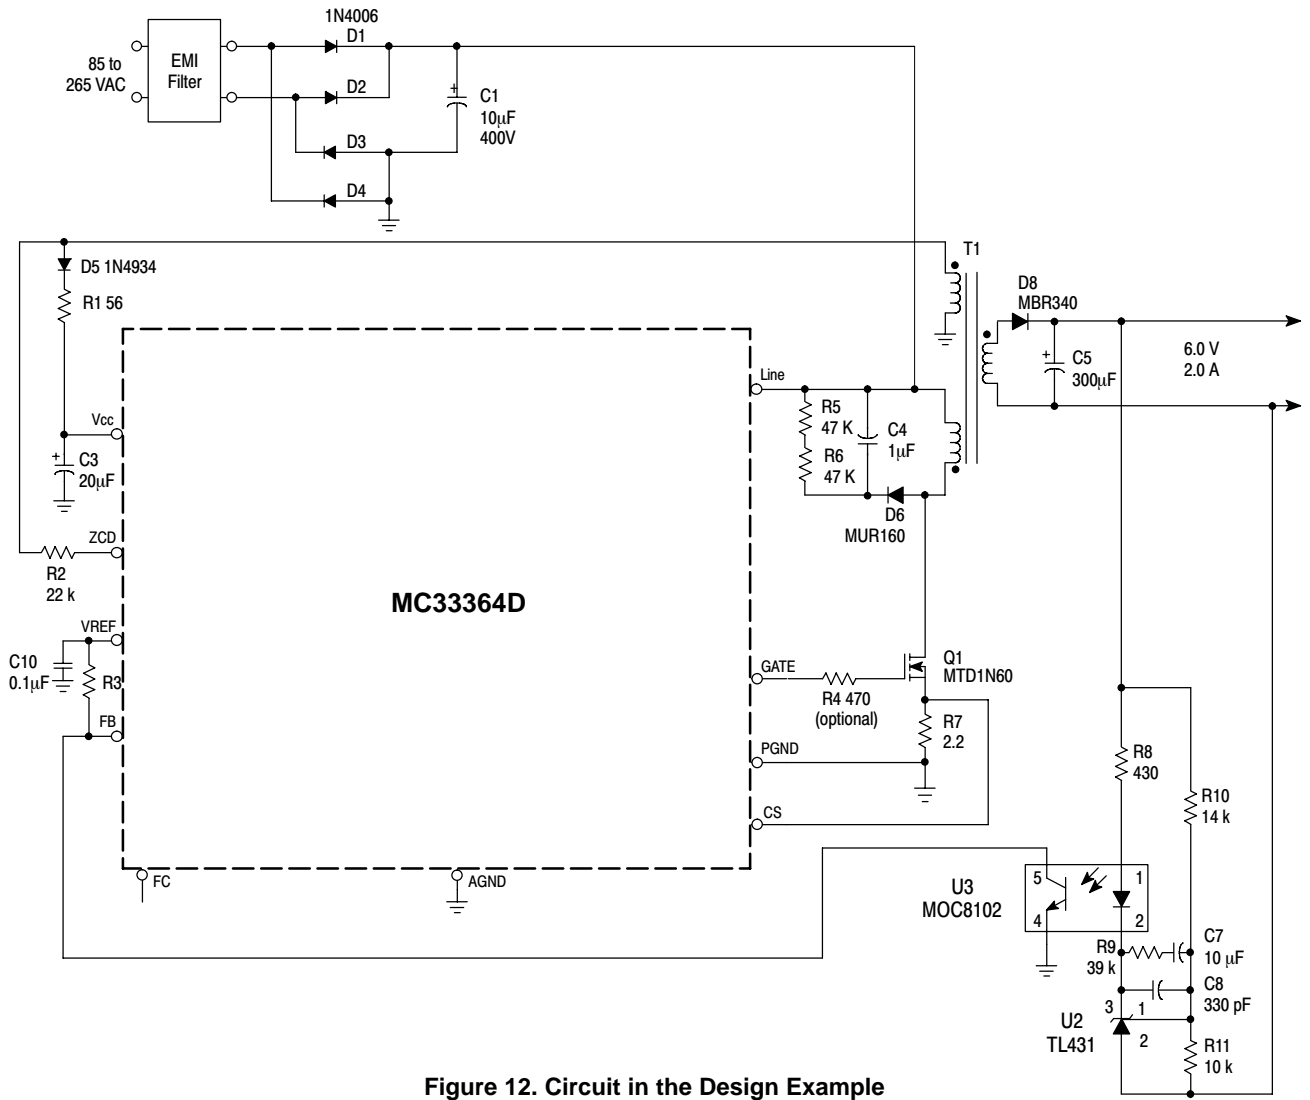 1N4006
D1
85 to
265 VAC
EMI
Filter
D2
+
C1
10µF
400V
D3
D4
D5 1N4934
R1 56
T1
D8
MBR340
+
C5
300µF
6.0 V
2.0 A
Line
R5
47 K
C4
1µF
R6
47 K
D6
MUR160
Vcc
+
C3
20µF
ZCD
R2
22 k
MC33364D
VREF
C10
0.1µF
R3
FB
GATE
R4 470
(optional)
Q1
MTD1N60
R7
2.2
PGND
CS
R8
430
R10
14 k
FC
AGND
U3
MOC8102
5
4
1
2
R9
39 k
C7
10 µF
C8
330 pF
3
1
2
U2
TL431
R11
10 k
Figure 12. Circuit in the Design Example